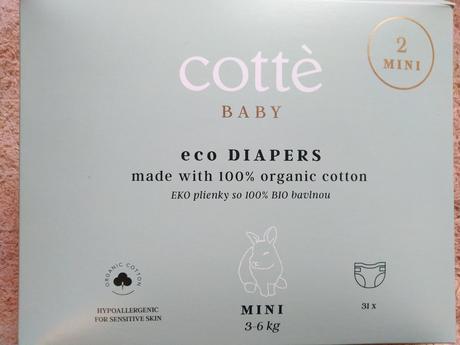 cottè
BABY
2
MINI
eco DIAPERS
made with 100% organic cotton
EKO plienky so 100% BIO bavlnou
ORGANIC COTTON
HYPOALLERGENIC
FOR SENSITIVE SKIN
MINI
3-6 kg
31 x